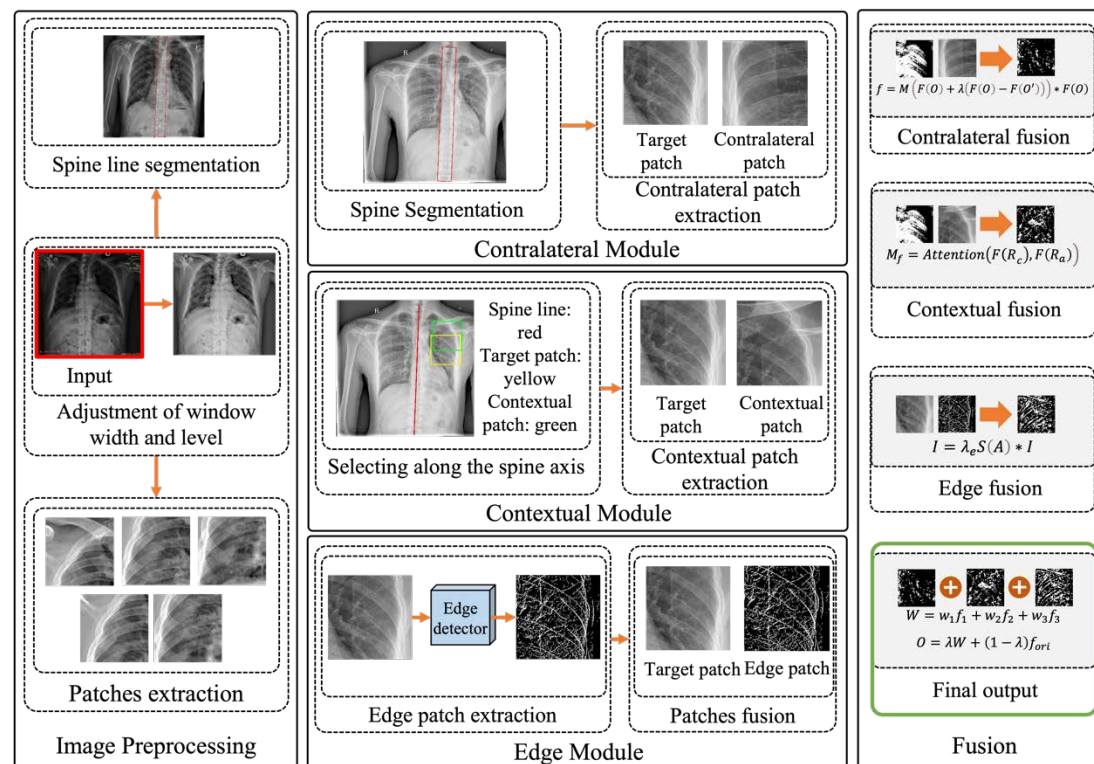 Spine line segmentation
Input
Adjustment of window
width and level
Patches extraction
Image Preprocessing
R
Spine Segmentation
Target
patch
Contralateral
patch
Contralateral patch
extraction
Contralateral Module
R
Spine line:
red
Target patch:
yellow
Contextual
patch: green
Selecting along the spine axis
Target
patch
Contextual
patch
Contextual patch
extraction
Contextual Module
Edge
detector
Edge patch extraction
Target patch
Edge patch
Patches fusion
Edge Module
f = M(F(O) + λ(F(O) − F(O′))) ∗ F(O)
Contralateral fusion
M_f = Attention(F(R_c), F(R_a))
Contextual fusion
I = λ_e S(A) ∗ I
Edge fusion
W = w₁f₁ + w₂f₂ + w₃f₃
O = λW + (1 − λ)f_ori
Final output
Fusion